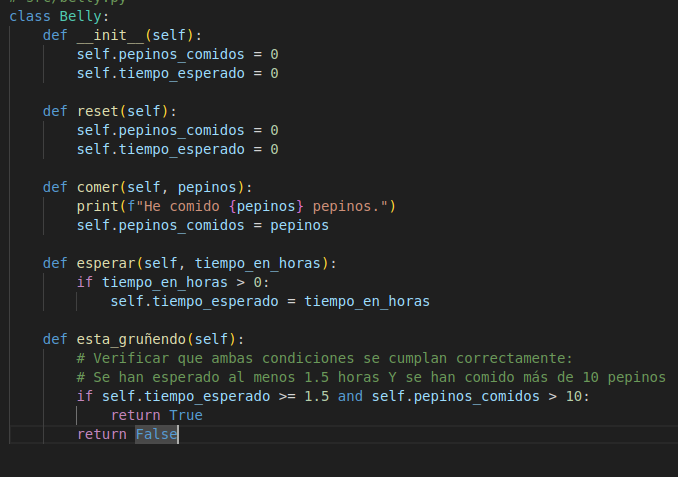 # src/belly.py
class Belly:
    def __init__(self):
        self.pepinos_comidos = 0
        self.tiempo_esperado = 0

    def reset(self):
        self.pepinos_comidos = 0
        self.tiempo_esperado = 0

    def comer(self, pepinos):
        print(f"He comido {pepinos} pepinos.")
        self.pepinos_comidos = pepinos

    def esperar(self, tiempo_en_horas):
        if tiempo_en_horas > 0:
            self.tiempo_esperado = tiempo_en_horas

    def esta_gruñendo(self):
        # Verificar que ambas condiciones se cumplan correctamente:
        # Se han esperado al menos 1.5 horas Y se han comido más de 10 pepinos
        if self.tiempo_esperado >= 1.5 and self.pepinos_comidos > 10:
            return True
        return False